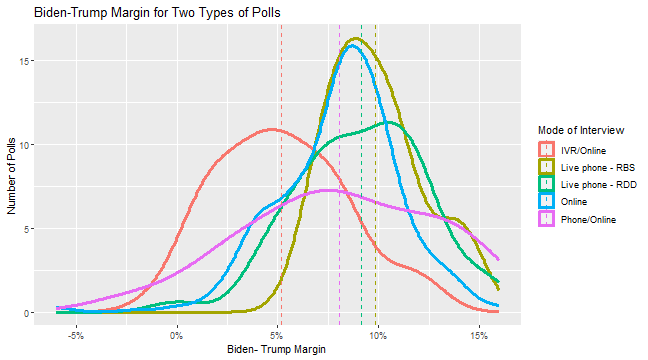 Biden-Trump Margin for Two Types of Polls
Number of Polls
15
10
5
0
-5%
0%
5%
10%
15%
Biden- Trump Margin
Mode of Interview
IVR/Online
Live phone - RBS
Live phone - RDD
Online
Phone/Online